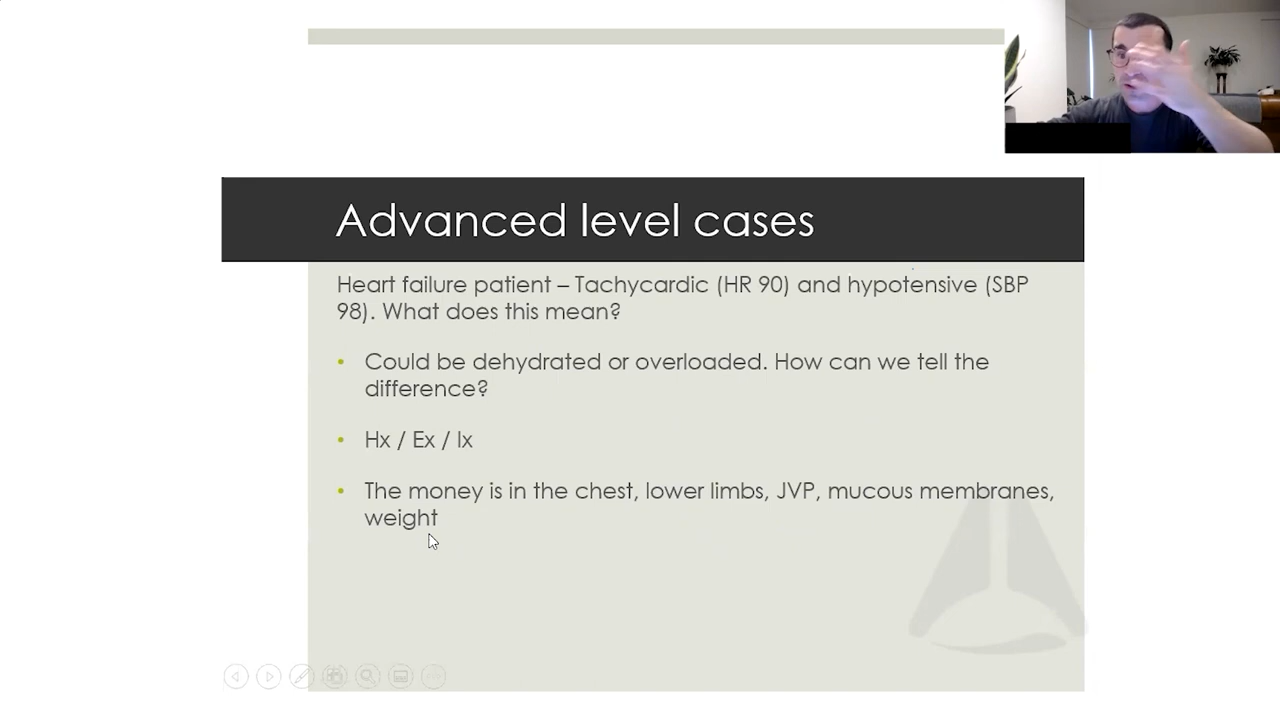 Advanced level cases
Heart failure patient – Tachycardic (HR 90) and hypotensive (SBP
98). What does this mean?
• Could be dehydrated or overloaded. How can we tell the
difference?
• Hx / Ex / Ix
• The money is in the chest, lower limbs, JVP, mucous membranes,
weight